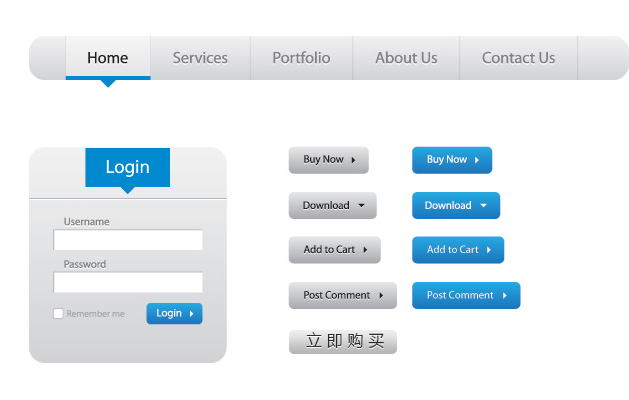 Home Services Portfolio About Us Contact Us
Login
Username
Password
Remember me Login
Buy Now Buy Now
Download Download
Add to Cart Add to Cart
Post Comment Post Comment
立即购买